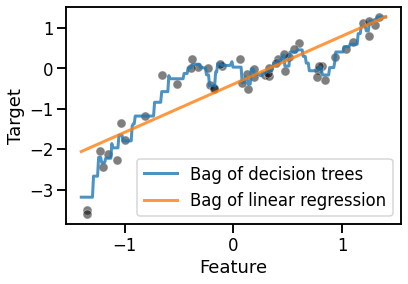 1
0
−1
−2
−3
Target
Bag of decision trees
Bag of linear regression
−1
0
1
Feature